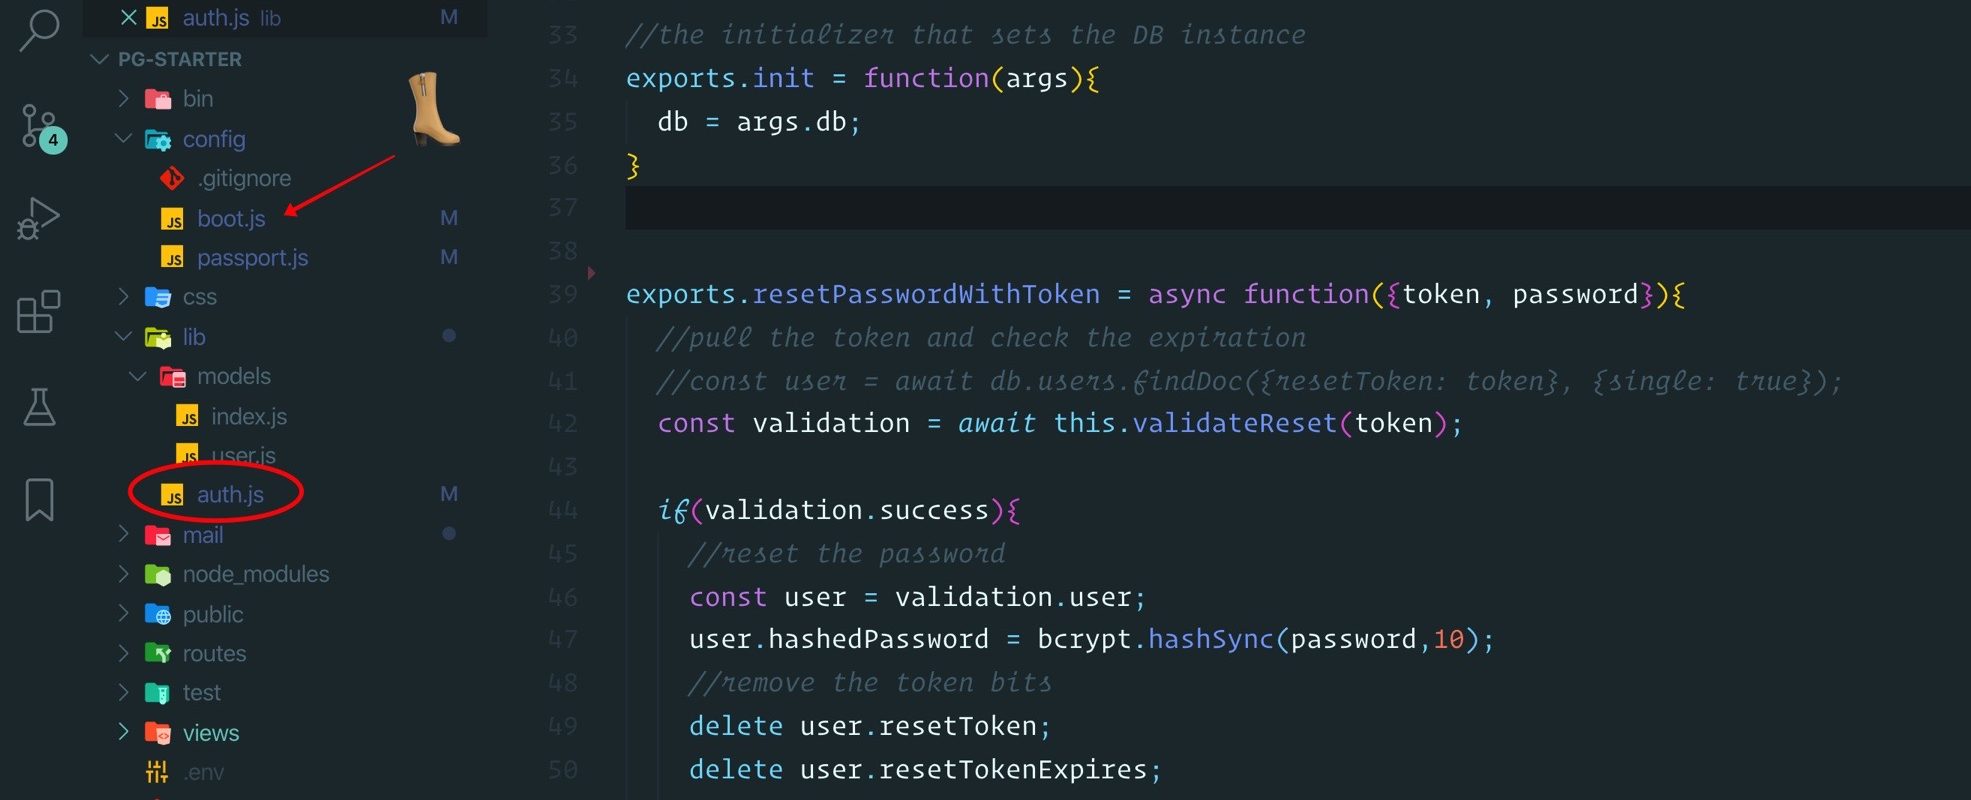 auth.js lib M
PG-STARTER
bin
config
.gitignore
JS boot.js M
JS passport.js M
css
lib
models
JS index.js
JS user.js
JS auth.js M
mail
node_modules
public
routes
test
views
.env
4
33 //the initializer that sets the DB instance
34 exports.init = function(args){
35 db = args.db;
36 }
37
38
39 exports.resetPasswordWithToken = async function({token, password}){
40 //pull the token and check the expiration
41 //const user = await db.users.findDoc({resetToken: token}, {single: true});
42 const validation = await this.validateReset(token);
43
44 if(validation.success){
45 //reset the password
46 const user = validation.user;
47 user.hashedPassword = bcrypt.hashSync(password,10);
48 //remove the token bits
49 delete user.resetToken;
50 delete user.resetTokenExpires;